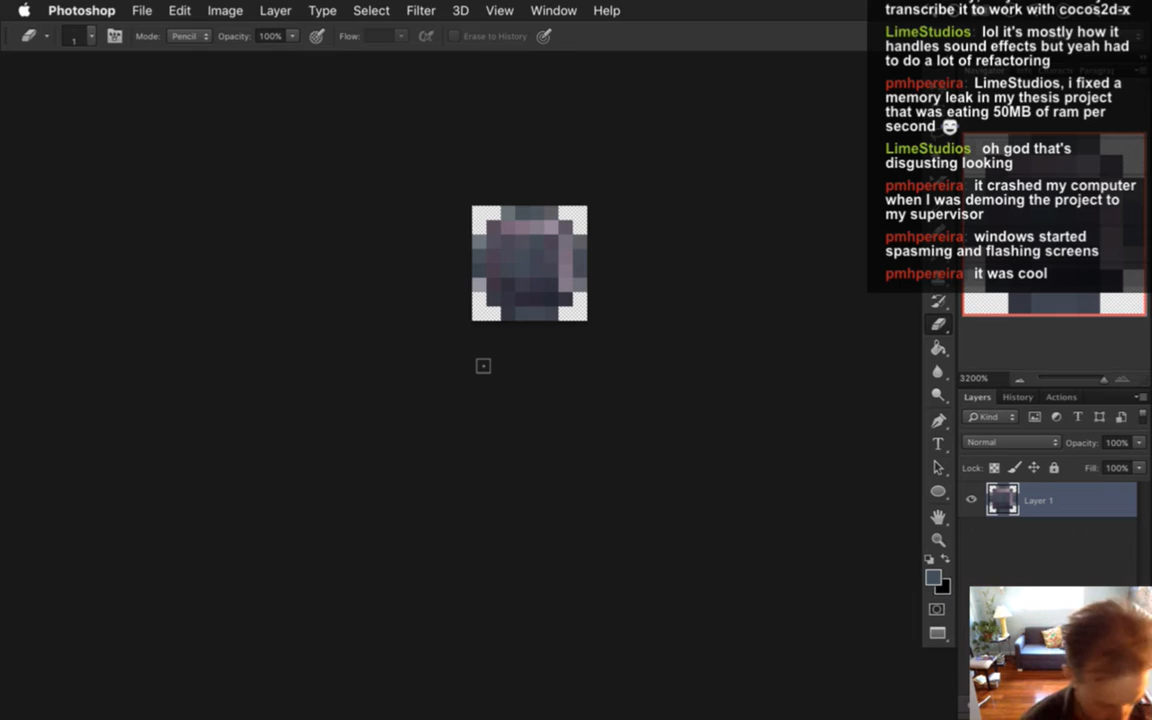 Photoshop File Edit Image Layer Type Select Filter 3D View Window Help
1 Mode: Pencil Opacity: 100% Flow: Erase to History
transcribe it to work with cocos2d-x
LimeStudios lol it's mostly how it
handles sound effects but yeah had
to do a lot of refactoring
pmhpereira: LimeStudios, i fixed a
memory leak in my thesis project
that was eating 50MB of ram per
second
LimeStudios oh god that's
disgusting looking
pmhpereira: it crashed my computer
when I was demoing the project to
my supervisor
pmhpereira: windows started
spasming and flashing screens
pmhpereira: it was cool
3200%
Layers History Actions
Kind
Normal Opacity: 100%
Lock: Fill: 100%
Layer 1